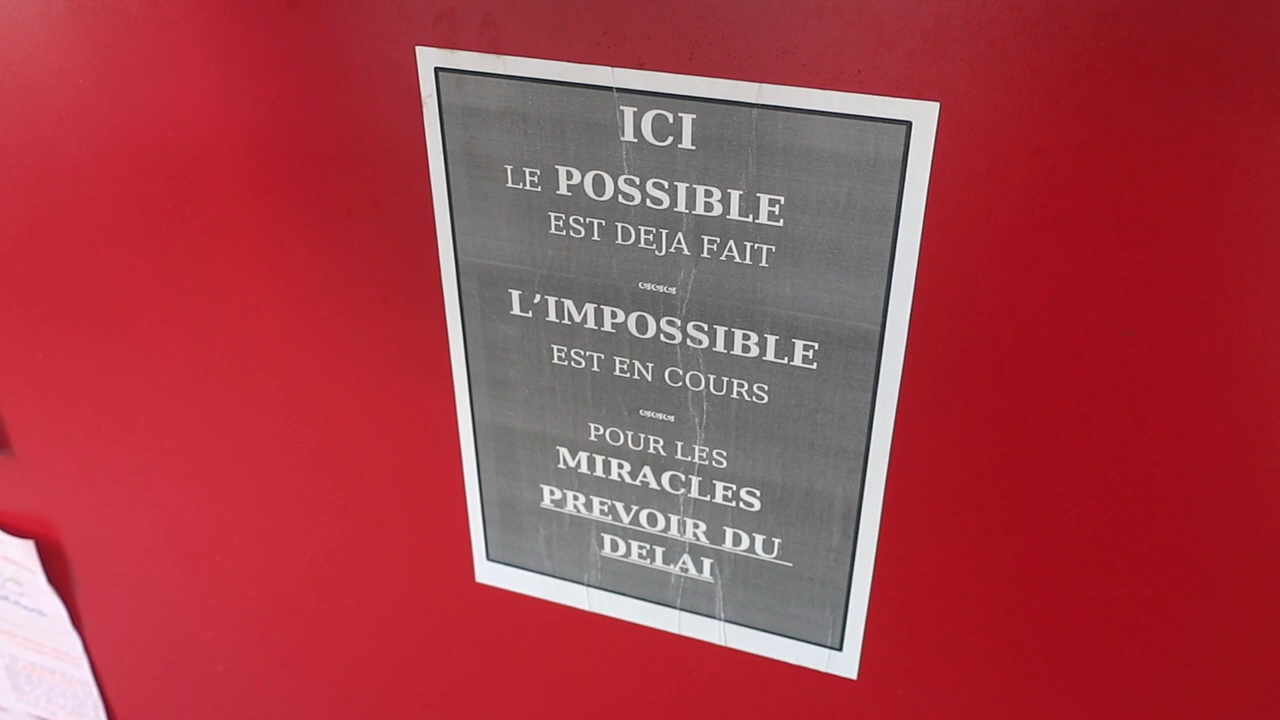 ICI
LE POSSIBLE
EST DEJA FAIT
L'IMPOSSIBLE
EST EN COURS
POUR LES
MIRACLES
PREVOIR DU
DELAI